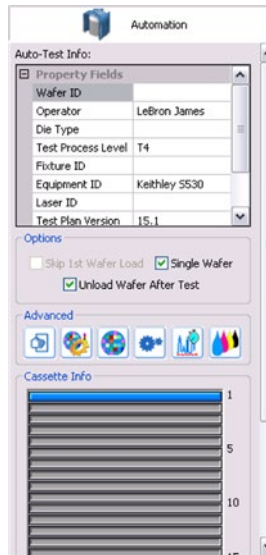 Automation
Auto-Test Info:
Property Fields
Wafer ID
Operator LeBron James
Die Type
Test Process Level T4
Fixture ID
Equipment ID Keithley S530
Laser ID
Test Plan Version 15.1
Options
Skip 1st Wafer Load Single Wafer
Unload Wafer After Test
Advanced
Cassette Info
1
5
10
15